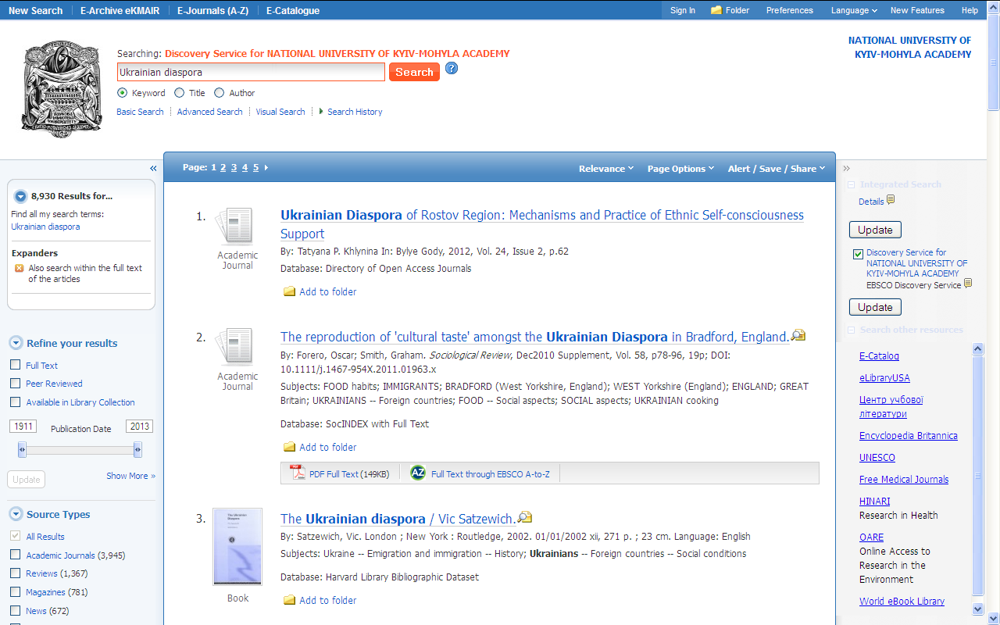 New Search E-Archive eKMAIR E-Journals (A-Z) E-Catalogue Sign In Folder Preferences Language New Features Help
NATIONAL UNIVERSITY OF
KYIV-MOHYLA ACADEMY
Searching: Discovery Service for NATIONAL UNIVERSITY OF KYIV-MOHYLA ACADEMY
Ukrainian diaspora Search ?
Keyword Title Author
Basic Search Advanced Search Visual Search Search History
«
8,930 Results for...
Find all my search terms:
Ukrainian diaspora
Expanders
Also search within the full text
of the articles
Refine your results
Full Text
Peer Reviewed
Available in Library Collection
1911 Publication Date 2013
Update Show More »
Source Types
All Results
Academic Journals (3,945)
Reviews (1,367)
Magazines (781)
News (672)
Page: 1 2 3 4 5 Relevance Page Options Alert / Save / Share
1.
Academic
Journal
Ukrainian Diaspora of Rostov Region: Mechanisms and Practice of Ethnic Self-consciousness
Support
By: Tatyana P. Khlynina In: Bylye Gody, 2012, Vol. 24, Issue 2, p.62
Database: Directory of Open Access Journals
Add to folder
2.
Academic
Journal
The reproduction of 'cultural taste' amongst the Ukrainian Diaspora in Bradford, England.
By: Forero, Oscar; Smith, Graham. Sociological Review, Dec2010 Supplement, Vol. 58, p78-96, 19p; DOI:
10.1111/j.1467-954X.2011.01963.x
Subjects: FOOD habits; IMMIGRANTS; BRADFORD (West Yorkshire, England); WEST Yorkshire (England); ENGLAND; GREAT
Britain; UKRAINIANS -- Foreign countries; FOOD -- Social aspects; SOCIAL aspects; UKRAINIAN cooking
Database: SocINDEX with Full Text
Add to folder
PDF Full Text (149KB) AZ Full Text through EBSCO A-to-Z
3.
Book
The Ukrainian diaspora / Vic Satzewich.
By: Satzewich, Vic. London ; New York : Routledge, 2002. 01/01/2002 xii, 271 p. ; 23 cm. Language: English
Subjects: Ukraine -- Emigration and immigration -- History; Ukrainians -- Foreign countries -- Social conditions
Database: Harvard Library Bibliographic Dataset
Add to folder
»
Integrated Search
Details
Update
Discovery Service for
NATIONAL UNIVERSITY OF
KYIV-MOHYLA ACADEMY
EBSCO Discovery Service
Update
Search other resources
E-Catalog
eLibraryUSA
Центр учбової
літератури
Encyclopedia Britannica
UNESCO
Free Medical Journals
HINARI
Research in Health
OARE
Online Access to
Research in the
Environment
World eBook Library